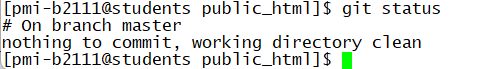 [pmi-b2111@students public_html]$ git status
# On branch master
nothing to commit, working directory clean
[pmi-b2111@students public_html]$